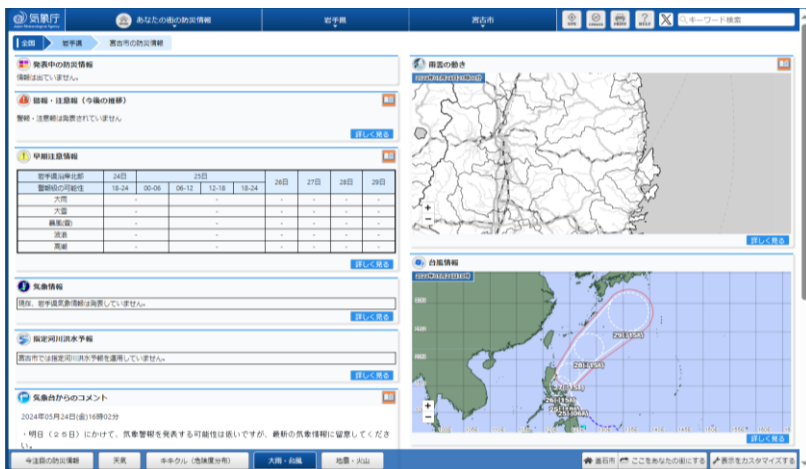 気象庁
あなたの街の防災情報
岩手県
宮古市
キーワード検索
全国
岩手県
宮古市の防災情報
発表中の防災情報
情報は出ていません。
警報・注意報（今後の推移）
警報・注意報は発表されていません
詳しく見る
早期注意情報
岩手県沿岸北部 24日 25日 26日 27日 28日 29日
警報級の可能性 18-24 00-06 06-12 12-18 18-24
大雨 - - - - - -
大雪 - - - - - -
暴風(雪) - - - - - -
波浪 - - - - - -
高潮 - - - - - -
詳しく見る
気象情報
現在、岩手県気象情報は発表していません。
詳しく見る
指定河川洪水予報
宮古市では指定河川洪水予報を運用していません。
詳しく見る
気象台からのコメント
2024年05月24日(金)16時02分
・明日（２５日）にかけて、気象警報を発表する可能性は低いですが、最新の気象情報に留意してくださ
い。
雨雲の動き
+
−
詳しく見る
台風情報
29日(15時)
28日(15時)
+
−
詳しく見る
今注目の防災情報
天気
キキクル（危険度分布）
大雨・台風
地震・火山
宮古市
ここをあなたの街にする
表示をカスタマイズする